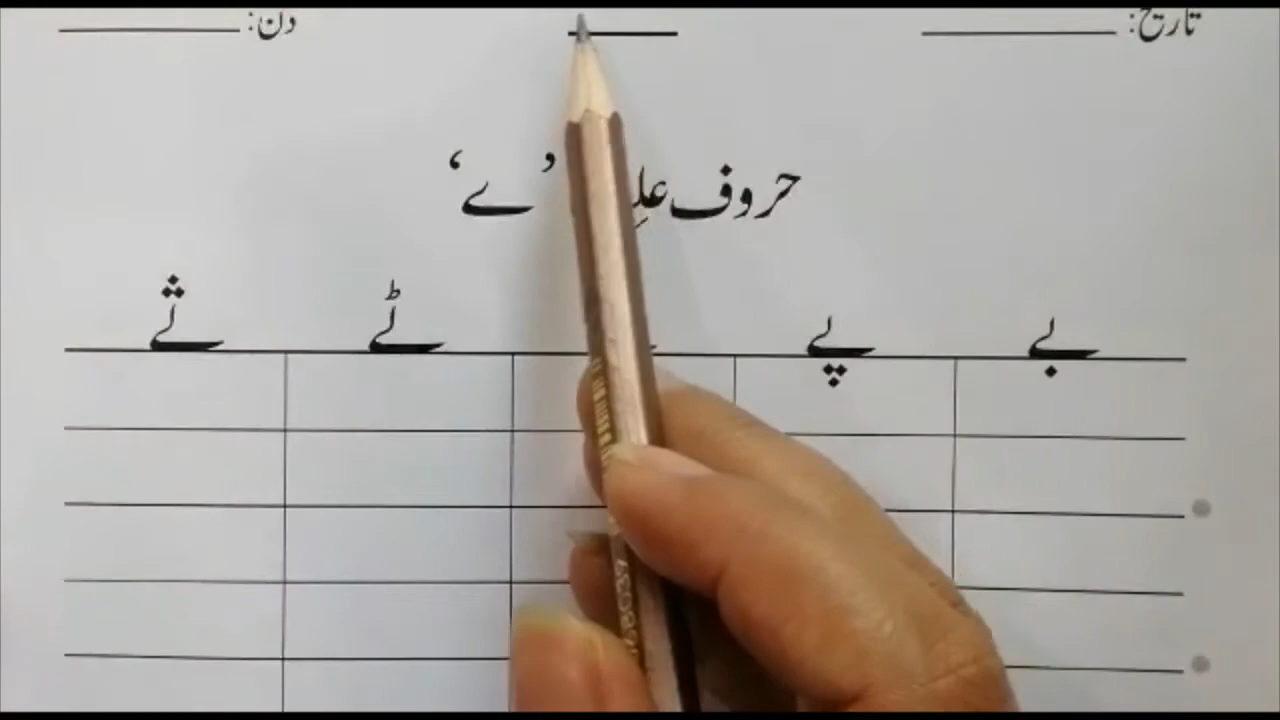 تاریخ: دن:
حروف ’ے‘
بے پے ٹے ثے